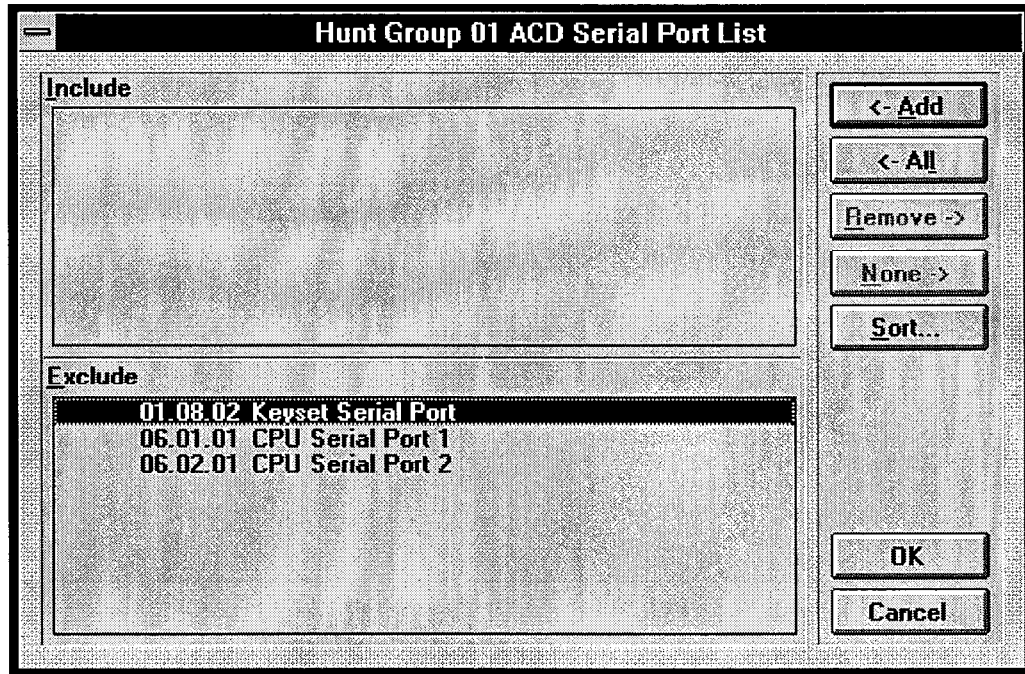 Hunt Group 01 ACD Serial Port List
Include
<- Add
<- All
Remove ->
None ->
Sort...
Exclude
01.08.02 Keyset Serial Port
06.01.01 CPU Serial Port 1
06.02.01 CPU Serial Port 2
OK
Cancel